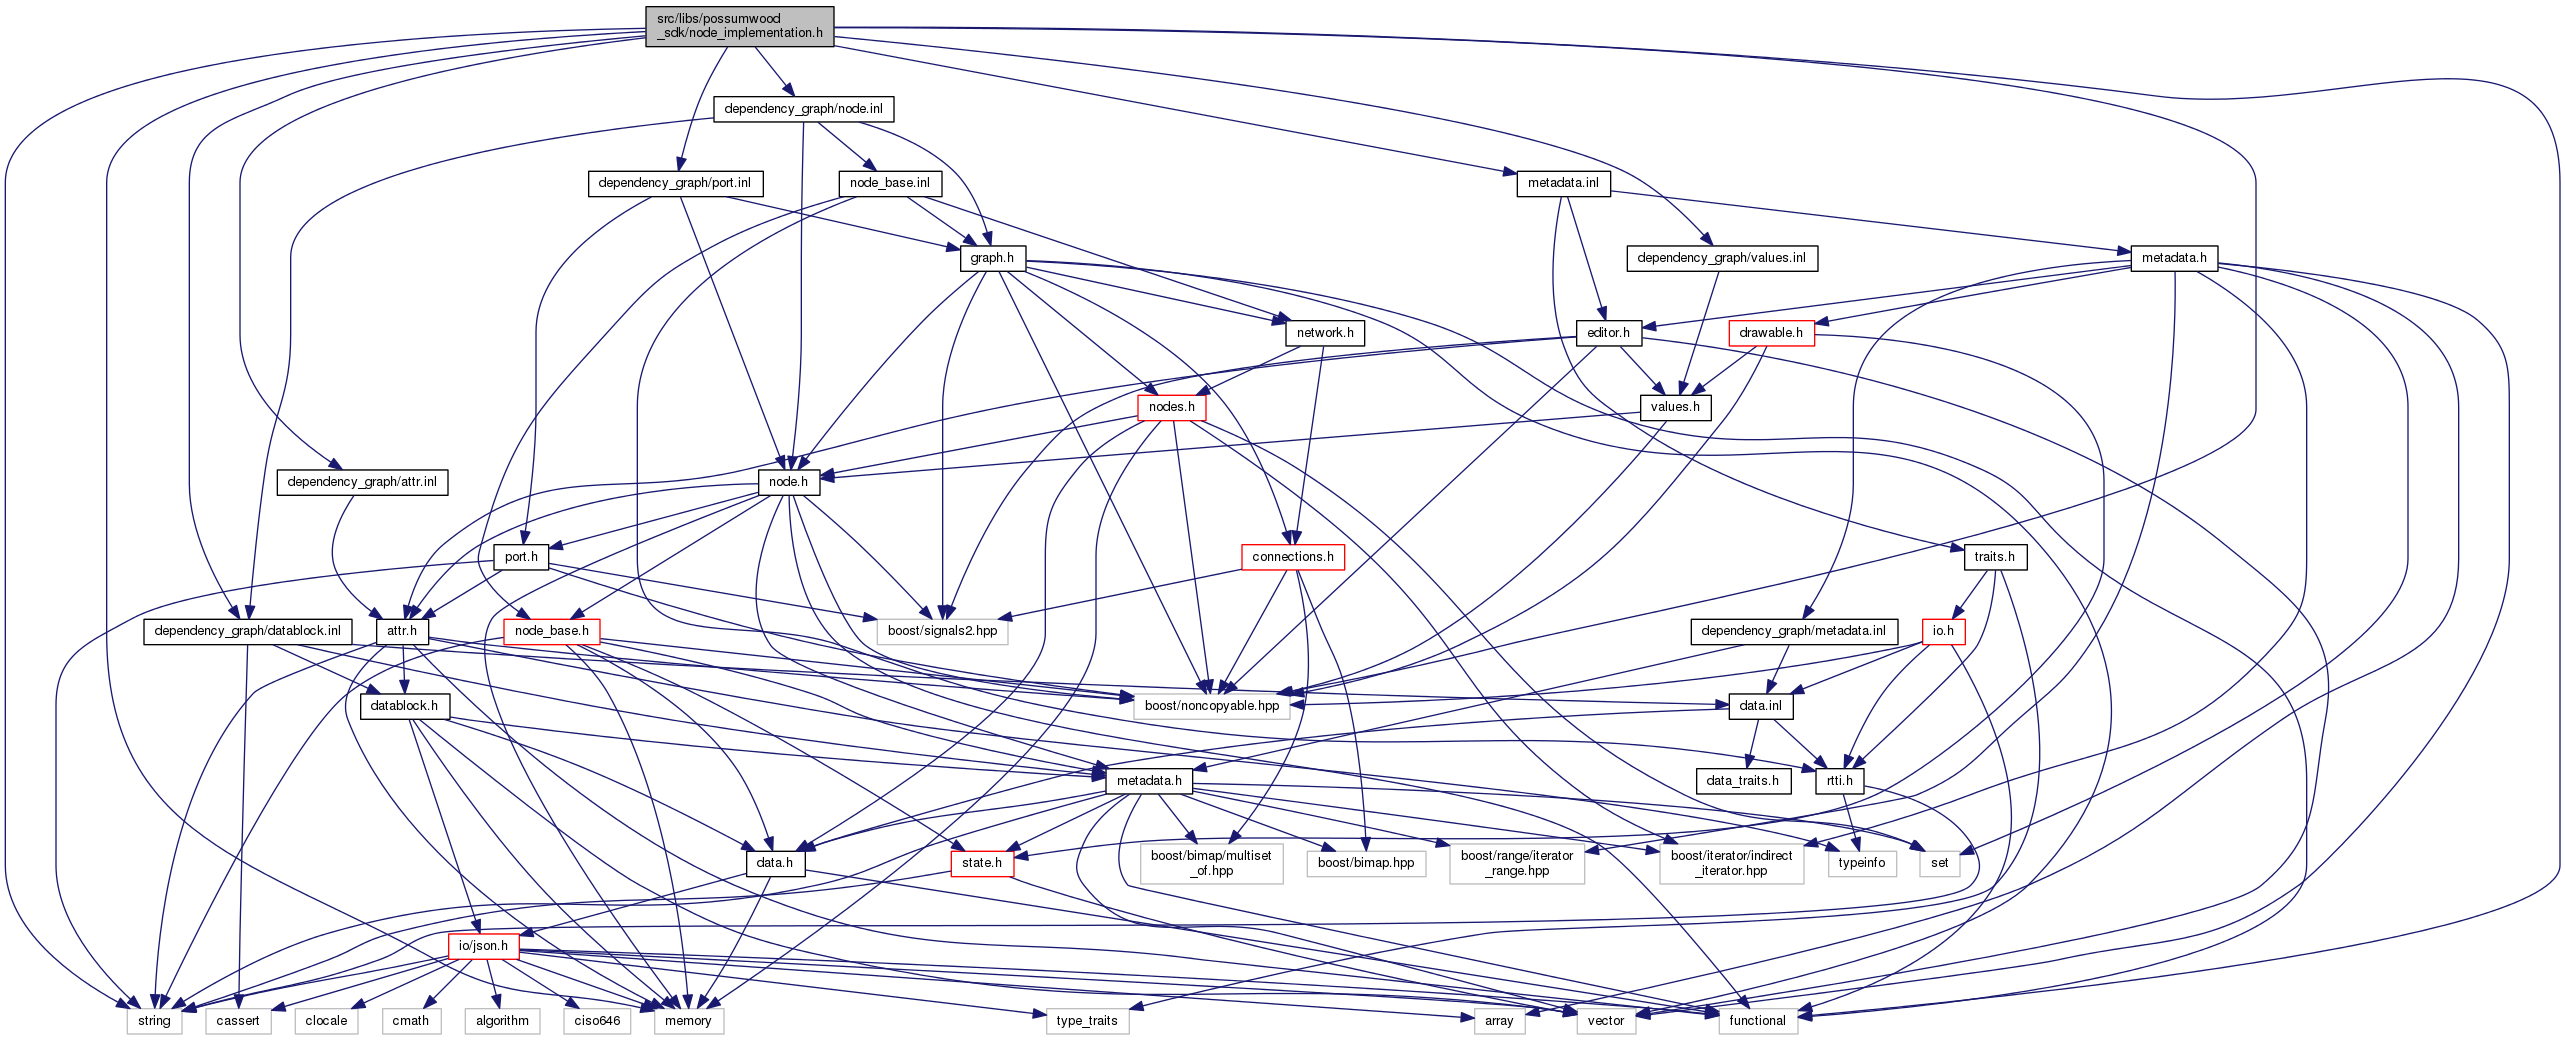 src/libs/possumwood
_sdk/node_implementation.h
dependency_graph/node.inl
dependency_graph/port.inl
node_base.inl
metadata.inl
graph.h
dependency_graph/values.inl
metadata.h
network.h
editor.h
drawable.h
nodes.h
values.h
dependency_graph/attr.inl
node.h
port.h
connections.h
traits.h
dependency_graph/datablock.inl
attr.h
node_base.h
boost/signals2.hpp
dependency_graph/metadata.inl
io.h
datablock.h
boost/noncopyable.hpp
data.inl
metadata.h
data_traits.h
rtti.h
data.h
state.h
boost/bimap/multiset
_of.hpp
boost/bimap.hpp
boost/range/iterator
_range.hpp
boost/iterator/indirect
_iterator.hpp
typeinfo
set
io/json.h
string
cassert
clocale
cmath
algorithm
ciso646
memory
type_traits
array
vector
functional